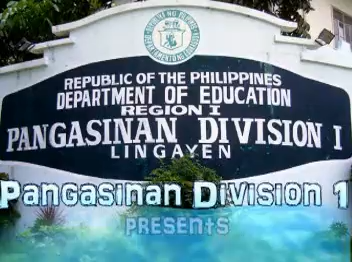 REPUBLIC OF THE PHILIPPINES
DEPARTMENT OF EDUCATION
REGION I
PANGASINAN DIVISION I
LINGAYEN
Pangasinan Division 1
PRESENTS